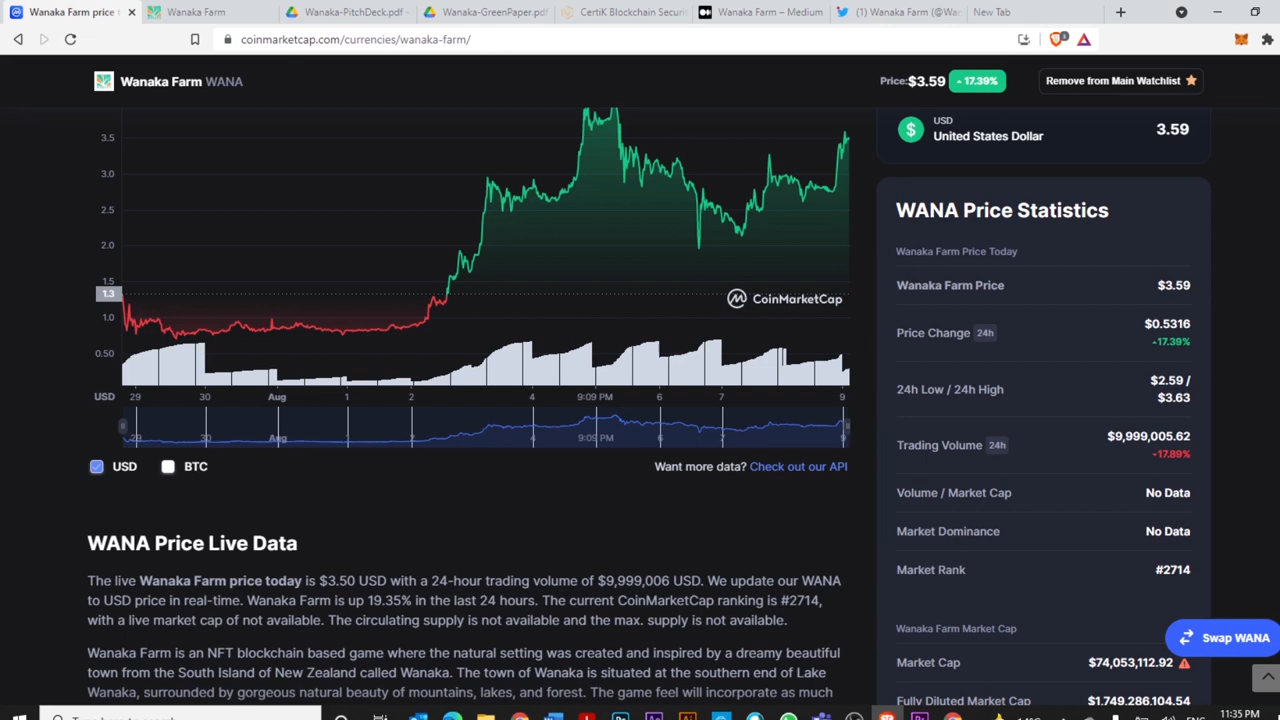 Wanaka Farm price t
Wanaka Farm
Wanaka-PitchDeck.pdf -
Wanaka-GreenPaper.pdf
CertiK Blockchain Securi
Wanaka Farm – Medium
(1) Wanaka Farm (@Wan
New Tab
coinmarketcap.com/currencies/wanaka-farm/
Wanaka Farm WANA
Price: $3.59 17.39%
Remove from Main Watchlist
USD
United States Dollar 3.59
3.5
3.0
2.5
2.0
1.5
1.3
1.0
0.50
CoinMarketCap
USD 29 30 Aug 1 2 4 9:09 PM 6 7 9
29 30 Aug 1 2 4 9:09 PM 6 7 9
USD BTC
Want more data? Check out our API
WANA Price Live Data
The live Wanaka Farm price today is $3.50 USD with a 24-hour trading volume of $9,999,006 USD. We update our WANA
to USD price in real-time. Wanaka Farm is up 19.35% in the last 24 hours. The current CoinMarketCap ranking is #2714,
with a live market cap of not available. The circulating supply is not available and the max. supply is not available.
Wanaka Farm is an NFT blockchain based game where the natural setting was created and inspired by a dreamy beautiful
town from the South Island of New Zealand called Wanaka. The town of Wanaka is situated at the southern end of Lake
Wanaka, surrounded by gorgeous natural beauty of mountains, lakes, and forest. The game feel will incorporate as much
WANA Price Statistics
Wanaka Farm Price Today
Wanaka Farm Price $3.59
Price Change 24h $0.5316
17.39%
24h Low / 24h High $2.59 /
$3.63
Trading Volume 24h $9,999,005.62
-17.89%
Volume / Market Cap No Data
Market Dominance No Data
Market Rank #2714
Wanaka Farm Market Cap
Market Cap $74,053,112.92
Fully Diluted Market Cap $1,749,286,104.54
Swap WANA
11:35 PM